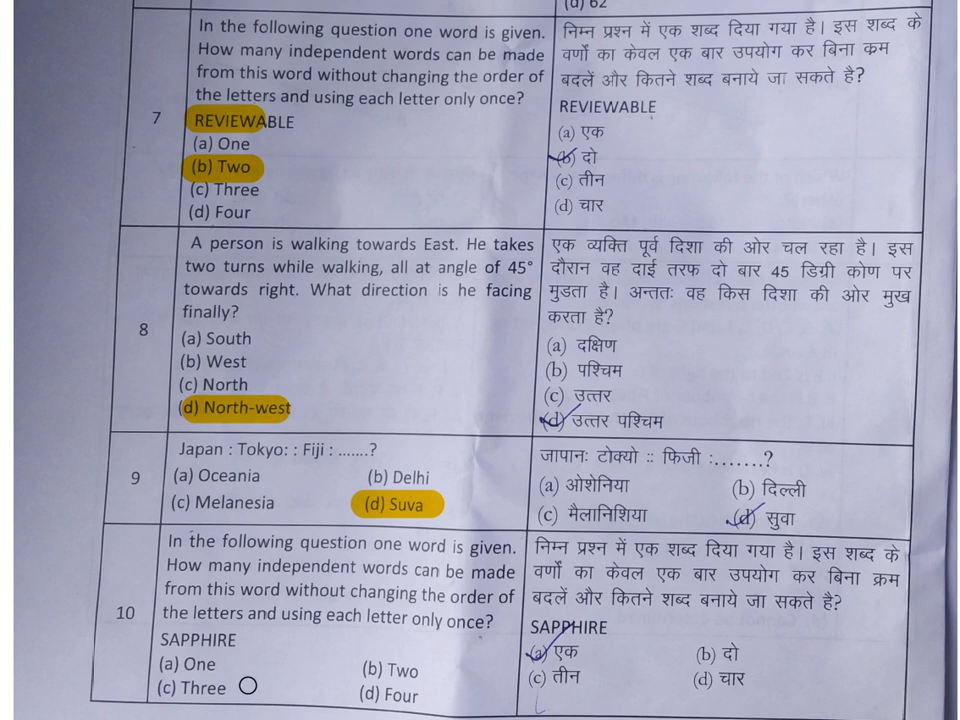 (d) 62
7
In the following question one word is given.
How many independent words can be made
from this word without changing the order of
the letters and using each letter only once?
REVIEWABLE
(a) One
(b) Two
(c) Three
(d) Four
निम्न प्रश्न में एक शब्द दिया गया है। इस शब्द के
वर्णों का केवल एक बार उपयोग कर बिना क्रम
बदलें और कितने शब्द बनाये जा सकते है?
REVIEWABLE
(a) एक
(b) दो
(c) तीन
(d) चार
8
A person is walking towards East. He takes
two turns while walking, all at angle of 45°
towards right. What direction is he facing
finally?
(a) South
(b) West
(c) North
(d) North-west
एक व्यक्ति पूर्व दिशा की ओर चल रहा है। इस
दौरान वह दाई तरफ दो बार 45 डिग्री कोण पर
मुडता है। अन्ततः वह किस दिशा की ओर मुख
करता है?
(a) दक्षिण
(b) पश्चिम
(c) उत्तर
(d) उत्तर पश्चिम
9
Japan : Tokyo: : Fiji : .......?
(a) Oceania (b) Delhi
(c) Melanesia (d) Suva
जापानः टोक्यो :: फिजी :.......?
(a) ओशेनिया (b) दिल्ली
(c) मैलानिशिया (d) सुवा
10
In the following question one word is given.
How many independent words can be made
from this word without changing the order of
the letters and using each letter only once?
SAPPHIRE
(a) One (b) Two
(c) Three (d) Four
निम्न प्रश्न में एक शब्द दिया गया है। इस शब्द के
वर्णों का केवल एक बार उपयोग कर बिना क्रम
बदलें और कितने शब्द बनाये जा सकते है?
SAPPHIRE
(a) एक (b) दो
(c) तीन (d) चार